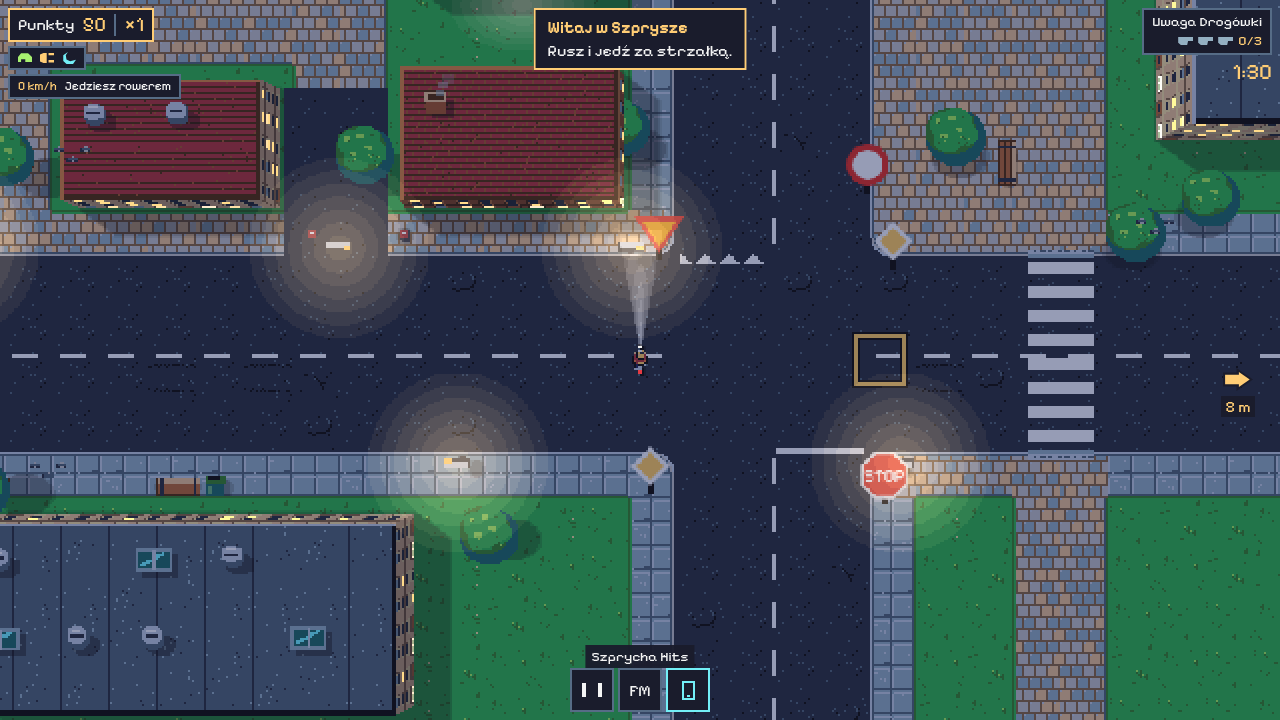 Punkty 80 ×1
0 km/h Jedziesz rowerem
Witaj w Szprysze
Rusz i jedź za strzałką.
Uwaga Drogówki
0/3
1:30
8 m
STOP
Szprycha Hits
FM